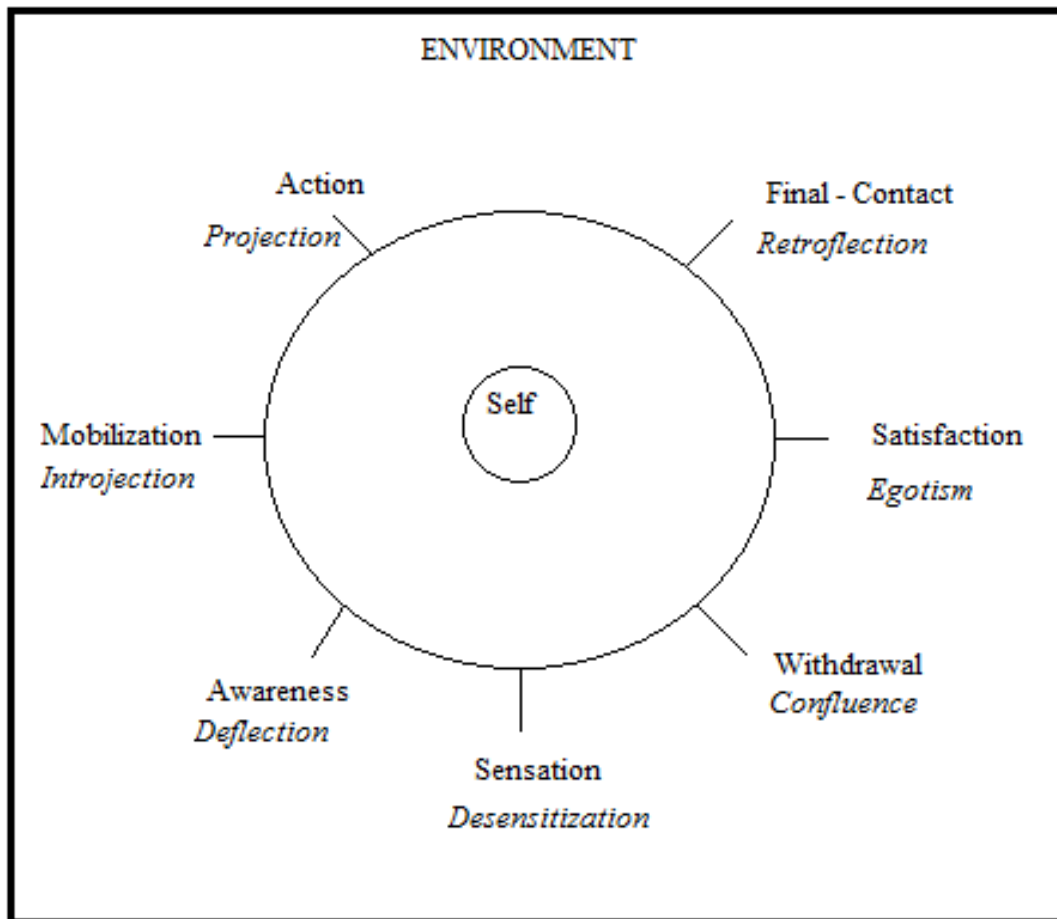 ENVIRONMENT
Action
Projection
Final - Contact
Retroflection
Self
Mobilization
Introjection
Satisfaction
Egotism
Awareness
Deflection
Withdrawal
Confluence
Sensation
Desensitization